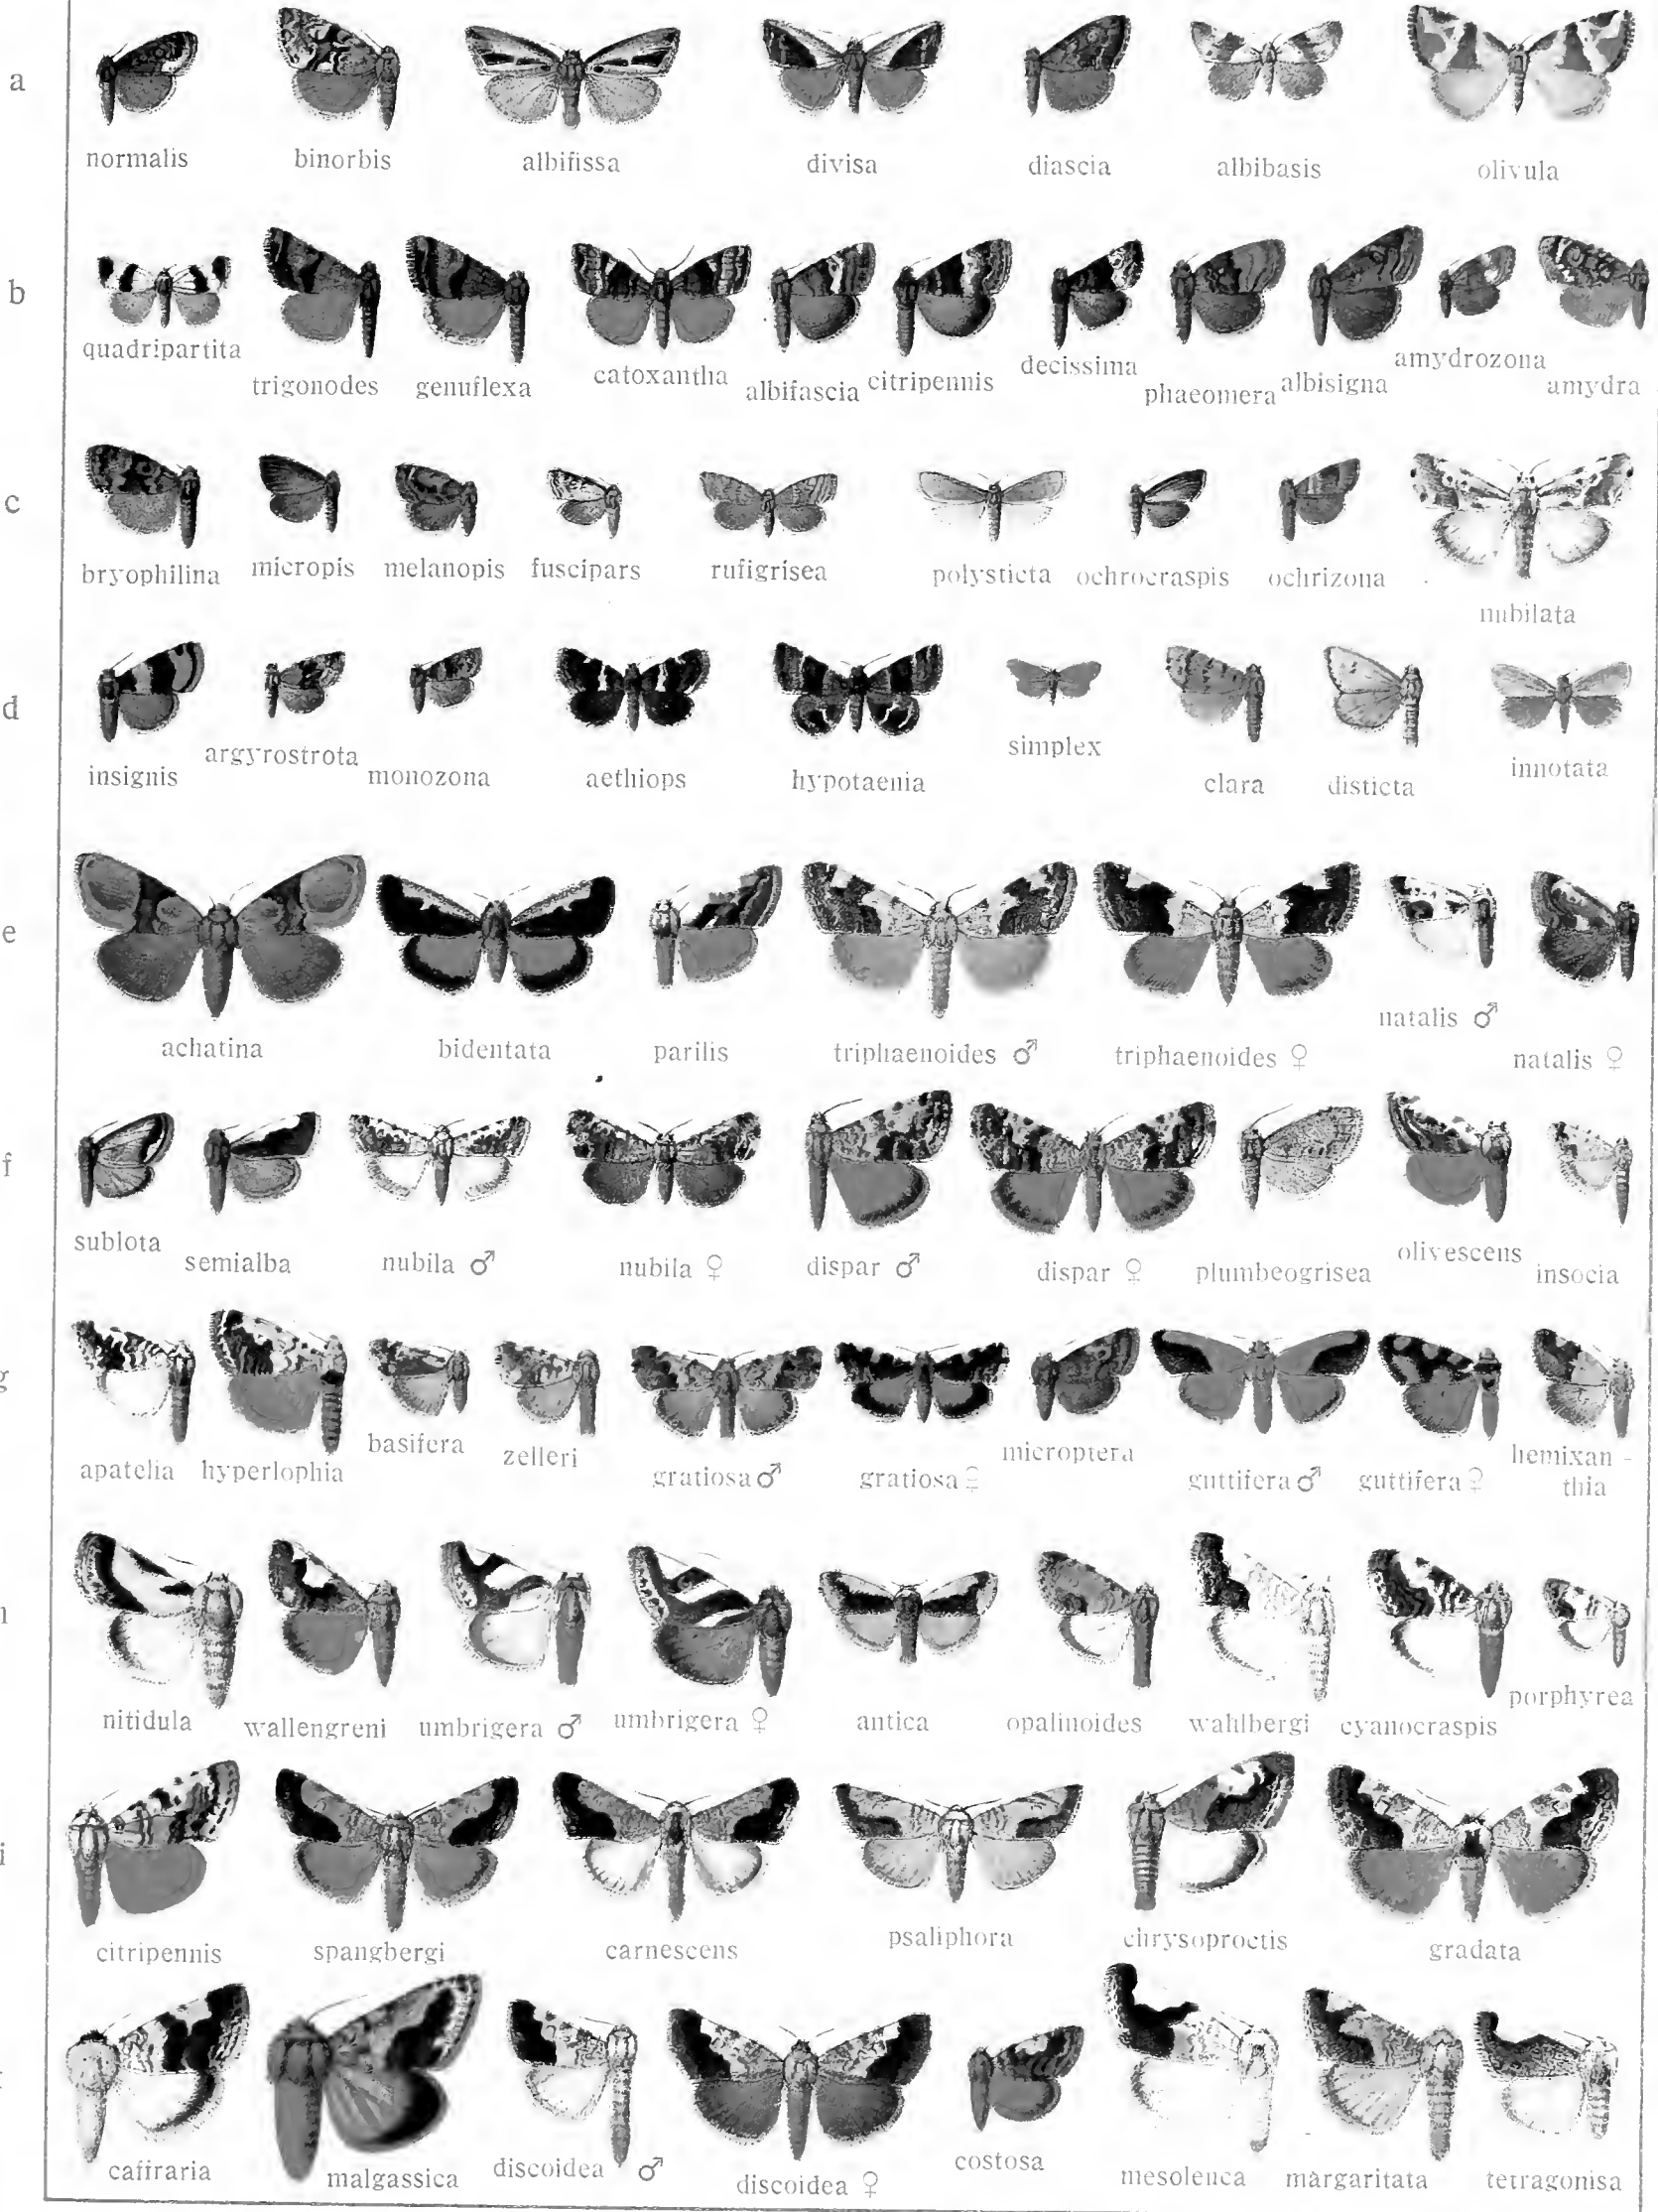 a
normalis binorbis albifissa divisa diascia albibasis olivula
b
quadripartita trigonodes genuflexa catoxantha albifascia citripennis decissima phaeomera albisigna amydrozona amydra
c
bryophilina micropis melanopis fuscipars rufigrisea polysticta ochrocraspis ochrizona nubilata
d
insignis argyrostrota monozona aethiops hypotaenia simplex clara disticta innotata
e
achatina bidentata parilis triphaenoides ♂ triphaenoides ♀ natalis ♂ natalis ♀
f
sublota semialba nubila ♂ nubila ♀ dispar ♂ dispar ♀ plumbeogrisea olivescens insocia
g
apatelia hyperlophia basifera zelleri gratiosa ♂ gratiosa ♀ microptera guttifera ♂ guttifera ♀ hemixan-
thia
nitidula wallengreni umbrigera ♂ umbrigera ♀ antica opalinoides wahlbergi cyanocraspis porphyrea
i
citripennis spangbergi carnescens psaliphora chrysoproctis gradata
caffraria malgassica discoidea ♂ discoidea ♀ costosa mesoleuca margaritata tetragonisa